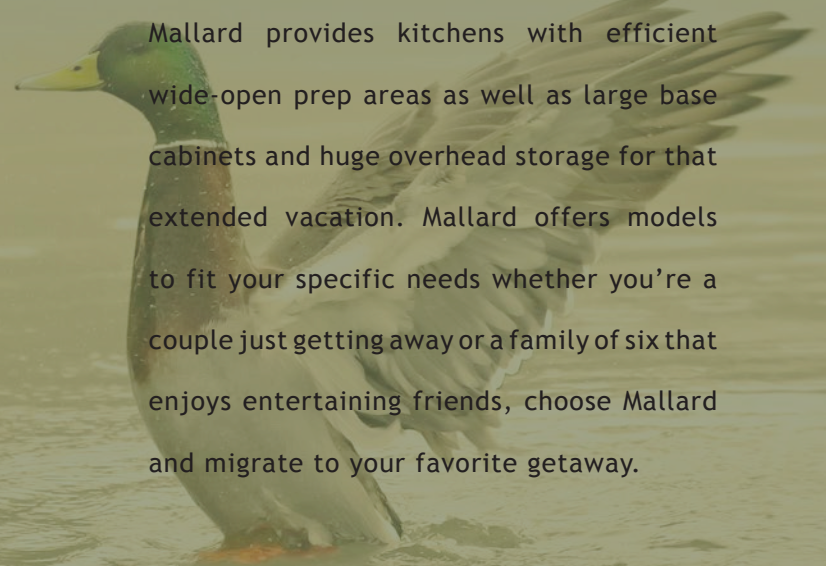 Mallard provides kitchens with efficient
wide-open prep areas as well as large base
cabinets and huge overhead storage for that
extended vacation. Mallard offers models
to fit your specific needs whether you’re a
couple just getting away or a family of six that
enjoys entertaining friends, choose Mallard
and migrate to your favorite getaway.